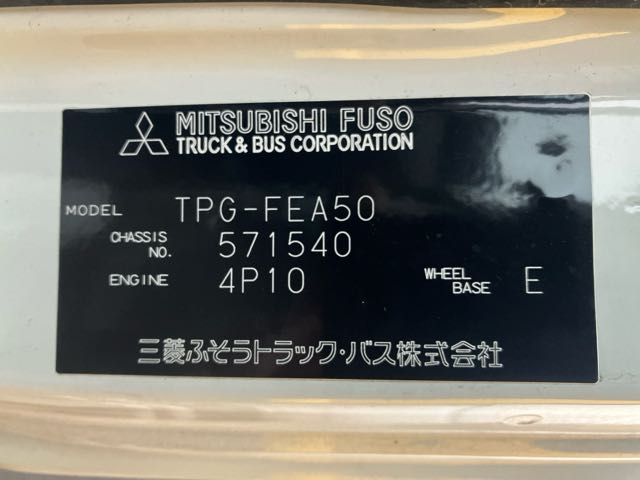 MITSUBISHI FUSO
TRUCK & BUS CORPORATION
MODEL TPG-FEA50
CHASSIS NO. 571540
ENGINE 4P10 WHEEL BASE E
三菱ふそうトラック・バス株式会社